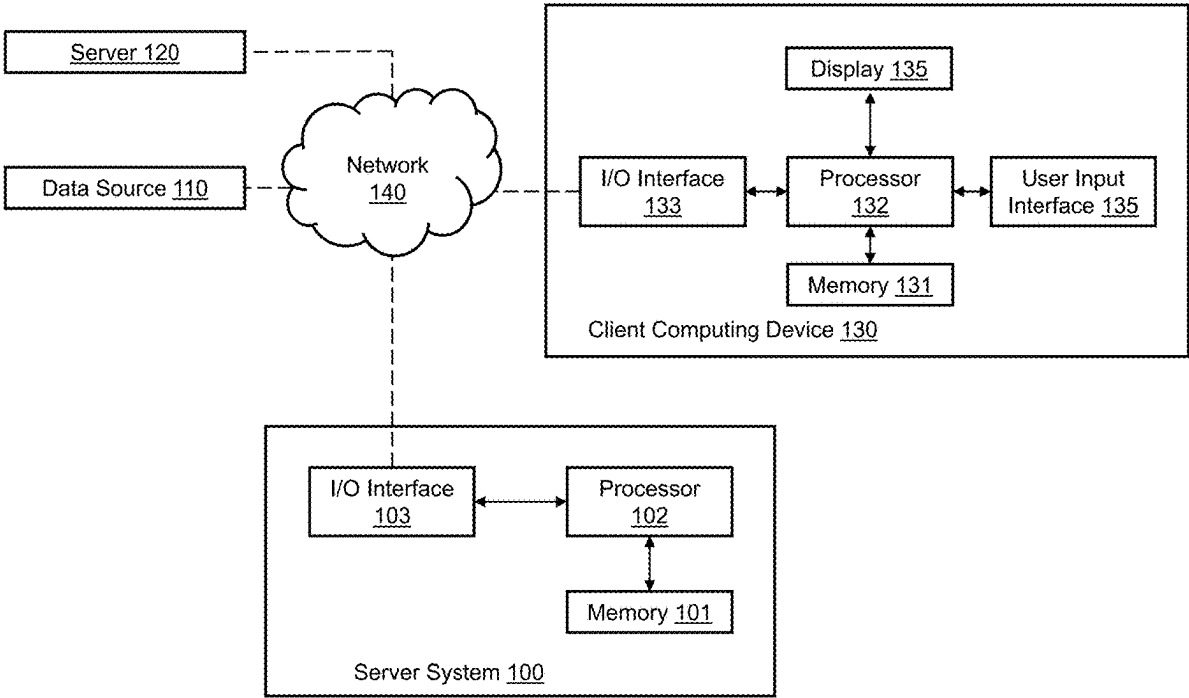 Server 120
Data Source 110
Network
140
Display 135
I/O Interface
133
Processor
132
User Input
Interface 135
Memory 131
Client Computing Device 130
I/O Interface
103
Processor
102
Memory 101
Server System 100